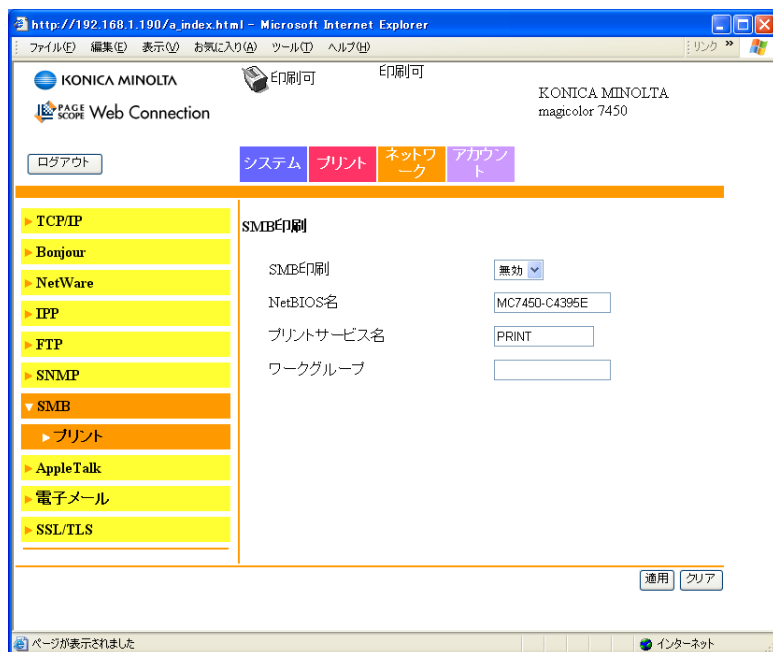 http://192.168.1.190/a_index.html - Microsoft Internet Explorer
ファイル(F) 編集(E) 表示(V) お気に入り(A) ツール(T) ヘルプ(H) リンク »
KONICA MINOLTA
印刷可
印刷可
KONICA MINOLTA
magicolor 7450
PAGE SCOPE Web Connection
ログアウト
システム
プリント
ネットワ
ーク
アカウン
ト
TCP/IP
Bonjour
NetWare
IPP
FTP
SNMP
SMB
プリント
AppleTalk
電子メール
SSL/TLS
SMB印刷
SMB印刷 無効
NetBIOS名 MC7450-C4395E
プリントサービス名 PRINT
ワークグループ
適用 クリア
ページが表示されました インターネット